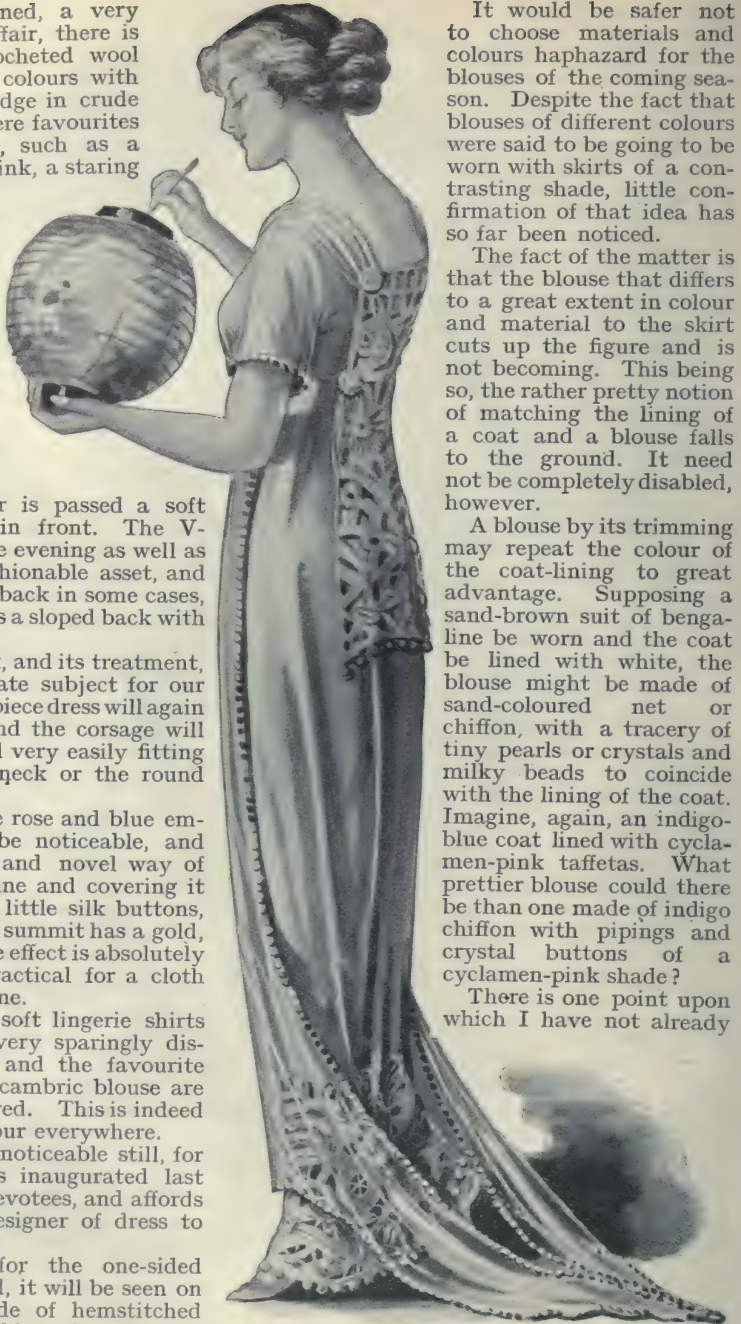 ned, a very
ffair, there is
ocheted wool
colours with
dge in crude
ere favourites
, such as a
ink, a staring
r is passed a soft
in front. The V-
e evening as well as
hionable asset, and
back in some cases,
s a sloped back with
, and its treatment,
ate subject for our
piece dress will again
nd the corsage will
l very easily fitting
neck or the round
e rose and blue em-
be noticeable, and
and novel way of
ne and covering it
little silk buttons,
summit has a gold,
e effect is absolutely
ractical for a cloth
ne.
soft lingerie shirts
very sparingly dis-
and the favourite
cambric blouse are
red. This is indeed
our everywhere.
noticeable still, for
s inaugurated last
evotees, and affords
esigner of dress to
for the one-sided
l, it will be seen on
de of hemstitched
It would be safer not
to choose materials and
colours haphazard for the
blouses of the coming sea-
son. Despite the fact that
blouses of different colours
were said to be going to be
worn with skirts of a con-
trasting shade, little con-
firmation of that idea has
so far been noticed.
The fact of the matter is
that the blouse that differs
to a great extent in colour
and material to the skirt
cuts up the figure and is
not becoming. This being
so, the rather pretty notion
of matching the lining of
a coat and a blouse falls
to the ground. It need
not be completely disabled,
however.
A blouse by its trimming
may repeat the colour of
the coat-lining to great
advantage. Supposing a
sand-brown suit of benga-
line be worn and the coat
be lined with white, the
blouse might be made of
sand-coloured net or
chiffon, with a tracery of
tiny pearls or crystals and
milky beads to coincide
with the lining of the coat.
Imagine, again, an indigo-
blue coat lined with cycla-
men-pink taffetas. What
prettier blouse could there
be than one made of indigo
chiffon with pipings and
crystal buttons of a
cyclamen-pink shade?
There is one point upon
which I have not already